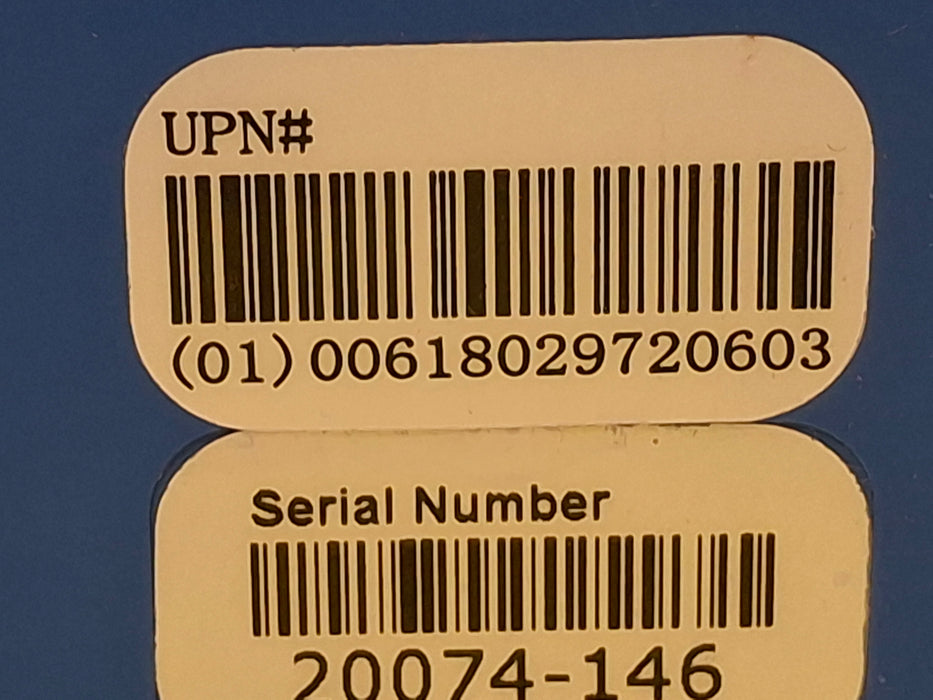 UPN#
(01)00618029720603
Serial Number
20074-146